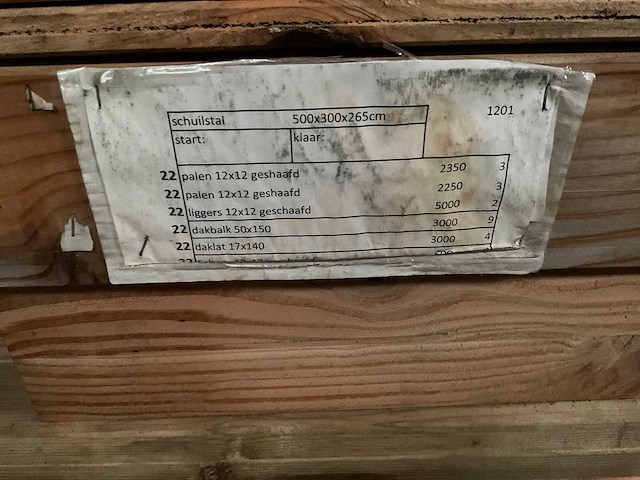 schuilstal 500x300x265cm 1201
start: klaar:
22 palen 12x12 geshaafd 2350 3
22 palen 12x12 geshaafd 2250 3
22 liggers 12x12 geschaafd 5000 2
22 dakbalk 50x150 3000 9
22 daklat 17x140 3000 4
22